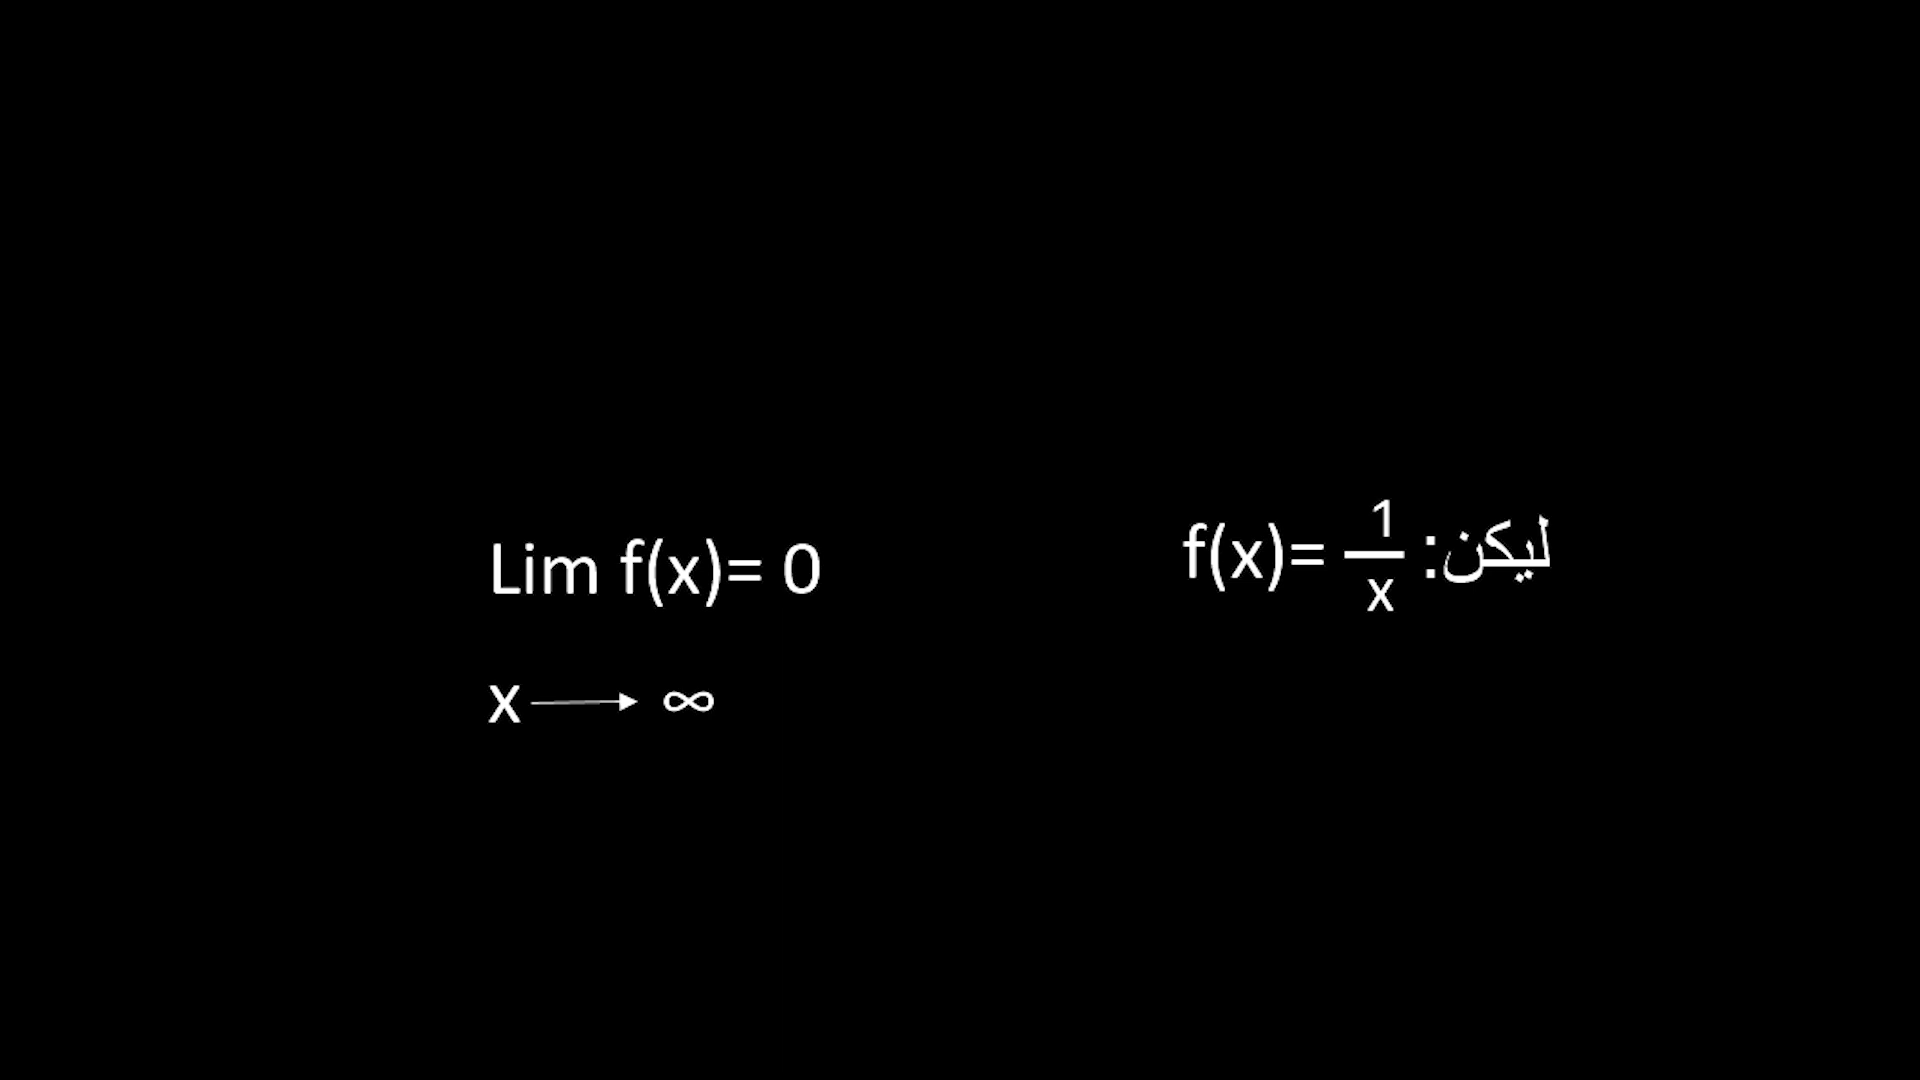 ليكن: f(x)= 1/x
Lim f(x)= 0
x → ∞